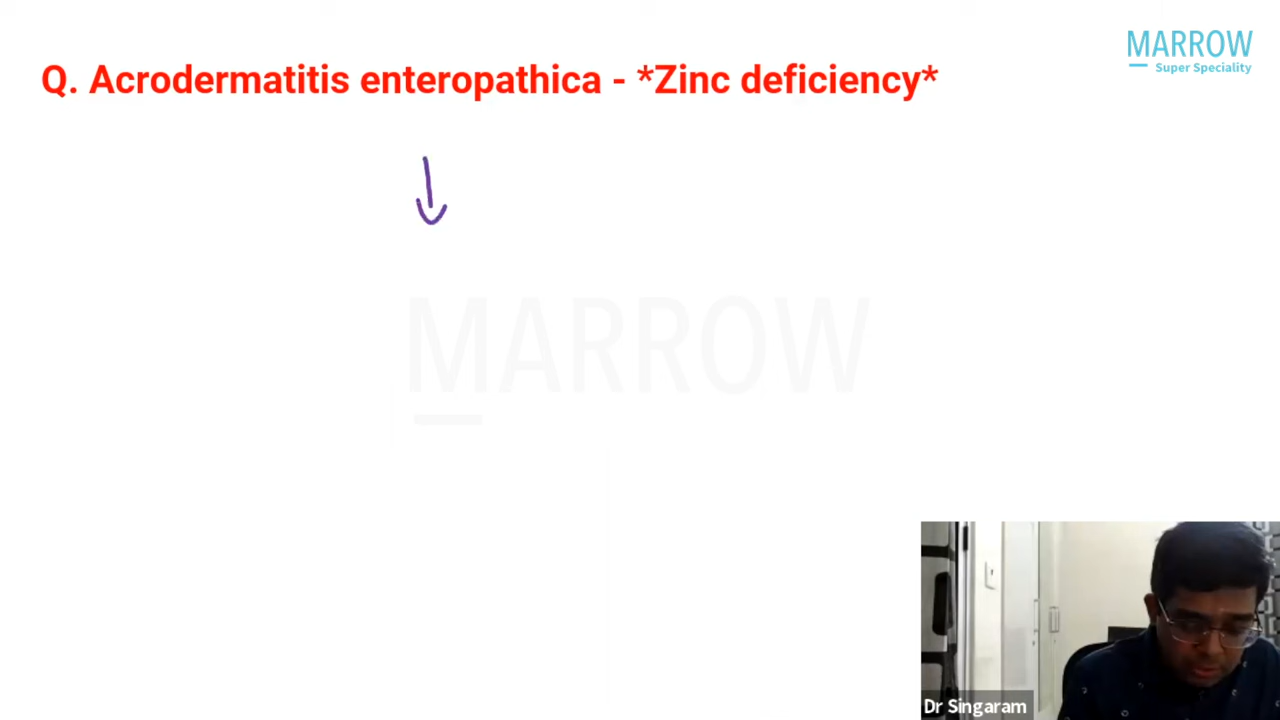 MARROW
Super Speciality
Q. Acrodermatitis enteropathica - *Zinc deficiency*
MARROW
Dr Singaram